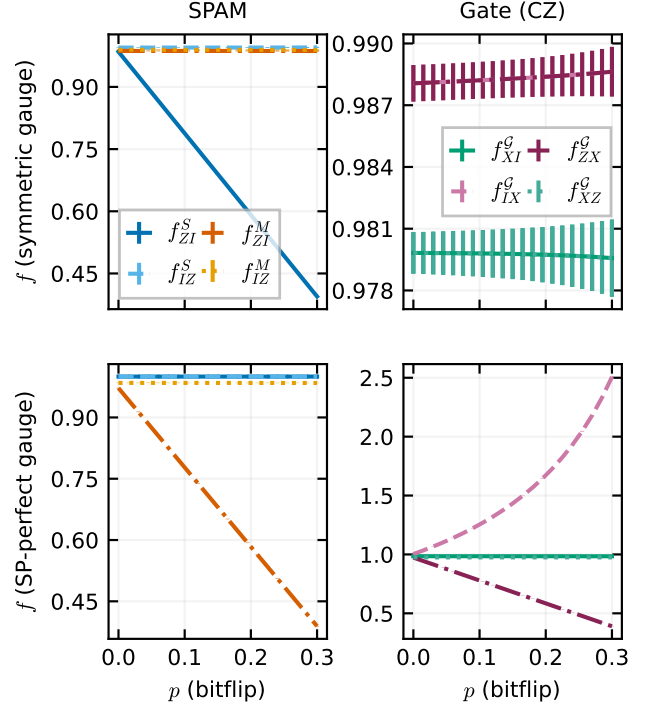 SPAM
Gate (CZ)
f (symmetric gauge)
0.90
0.75
0.60
0.45
f^S_{ZI} f^M_{ZI}
f^S_{IZ} f^M_{IZ}
0.990
0.987
0.984
0.981
0.978
f^𝒢_{XI} f^𝒢_{ZX}
f^𝒢_{IX} f^𝒢_{XZ}
f (SP-perfect gauge)
0.90
0.75
0.60
0.45
0.0 0.1 0.2 0.3
p (bitflip)
2.5
2.0
1.5
1.0
0.5
0.0 0.1 0.2 0.3
p (bitflip)